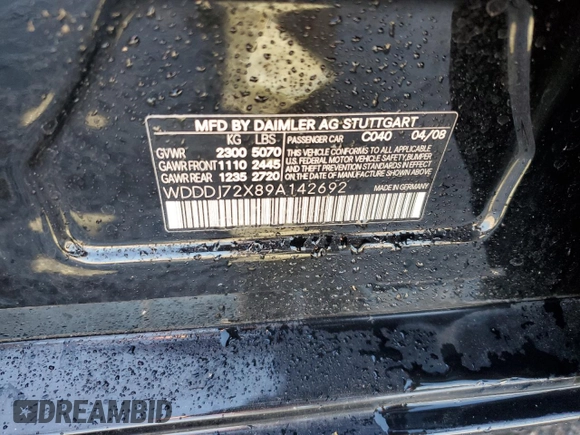 MFD BY DAIMLER AG STUTTGART
KG LBS
PASSENGER CAR C040 04/08
GVWR 2300 5070
GAWR FRONT 1110 2445
GAWR REAR 1235 2720
THIS VEHICLE CONFORMS TO ALL APPLICABLE
U.S. FEDERAL MOTOR VEHICLE SAFETY, BUMPER
AND THEFT PREVENTION STANDARDS IN EFFECT
ON THE DATE OF MANUFACTURE SHOWN ABOVE.
WDDDJ72X89A142692
MADE IN GERMANY
DREAMBID